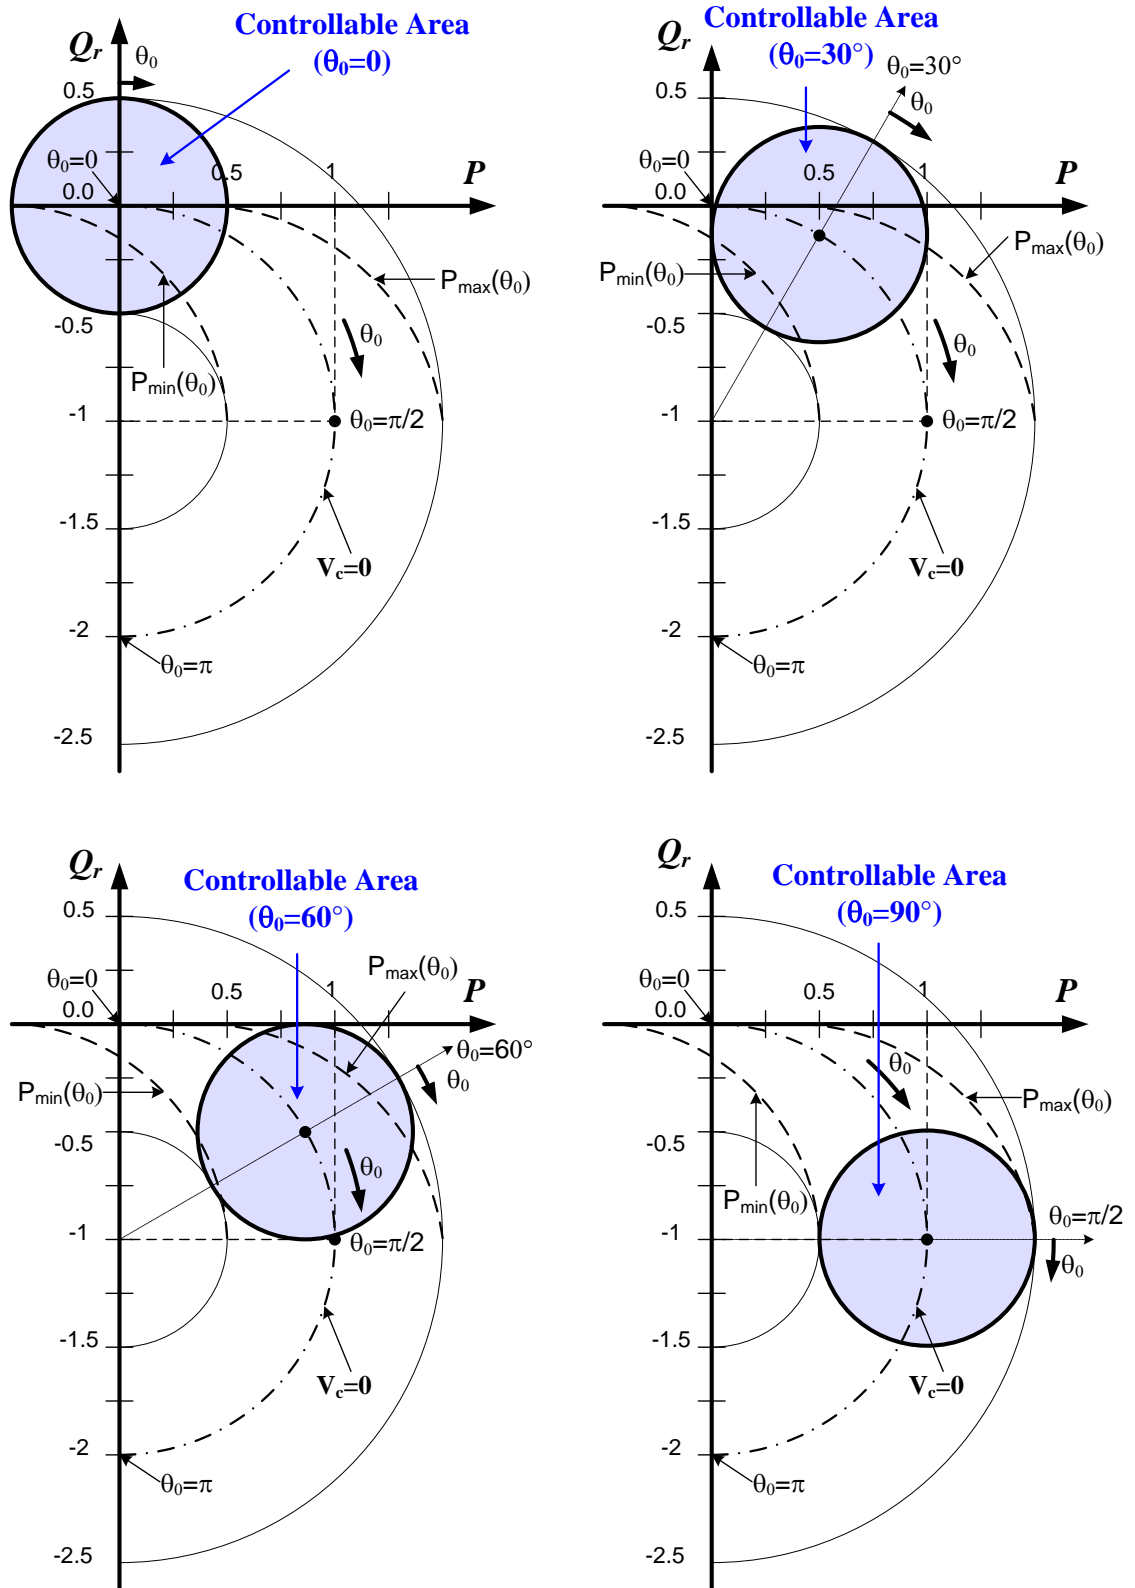 Controllable Area
(θ₀=0)
Qᵣ
θ₀
0.5
θ₀=0
0.5
1
P
0.0
Pmax(θ₀)
-0.5
θ₀
Pmin(θ₀)
-1
θ₀=π/2
-1.5
Vc=0
-2
θ₀=π
-2.5
Controllable Area
(θ₀=30°)
Qᵣ
θ₀=30°
θ₀
0.5
θ₀=0
0.5
1
P
0.0
Pmax(θ₀)
Pmin(θ₀)
-0.5
θ₀
-1
θ₀=π/2
-1.5
Vc=0
-2
θ₀=π
-2.5
Qᵣ
Controllable Area
(θ₀=60°)
0.5
Pmax(θ₀)
θ₀=0
0.5
1
P
0.0
θ₀=60°
θ₀
Pmin(θ₀)
-0.5
θ₀
-1
θ₀=π/2
-1.5
Vc=0
-2
θ₀=π
-2.5
Qᵣ
Controllable Area
(θ₀=90°)
0.5
θ₀=0
0.5
1
P
0.0
θ₀
Pmax(θ₀)
-0.5
Pmin(θ₀)
θ₀=π/2
-1
θ₀
-1.5
Vc=0
-2
θ₀=π
-2.5